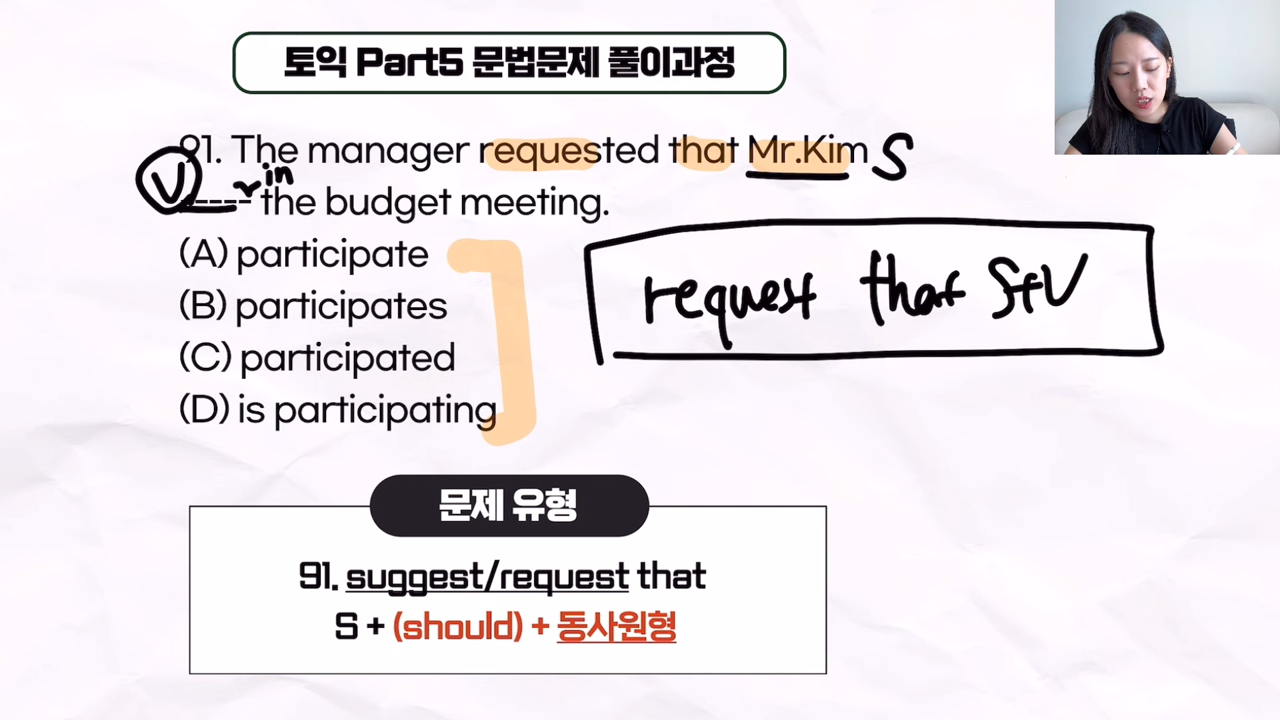 토익 Part5 문법문제 풀이과정
91. The manager requested that Mr.Kim S
V ----- in the budget meeting.
(A) participate
(B) participates
(C) participated
(D) is participating
request that S+V
문제 유형
91. suggest/request that
S + (should) + 동사원형